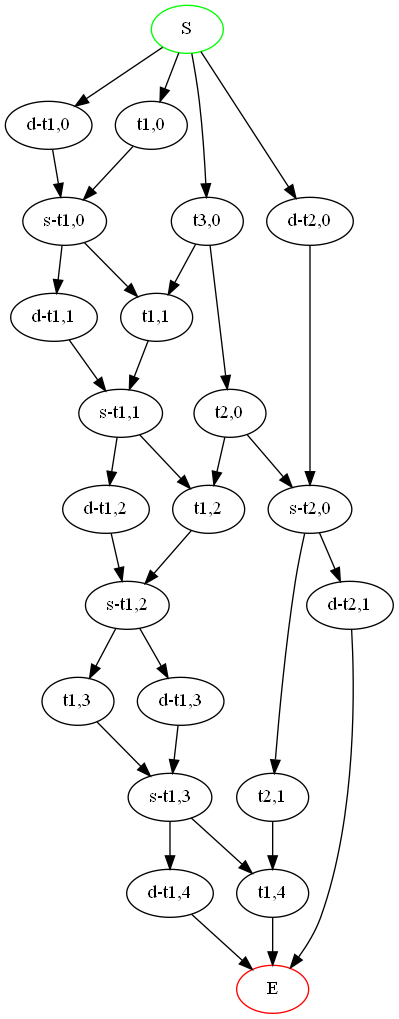 S
d-t1,0
t1,0
s-t1,0
t3,0
d-t2,0
d-t1,1
t1,1
s-t1,1
t2,0
d-t1,2
t1,2
s-t2,0
s-t1,2
d-t2,1
t1,3
d-t1,3
s-t1,3
t2,1
d-t1,4
t1,4
E